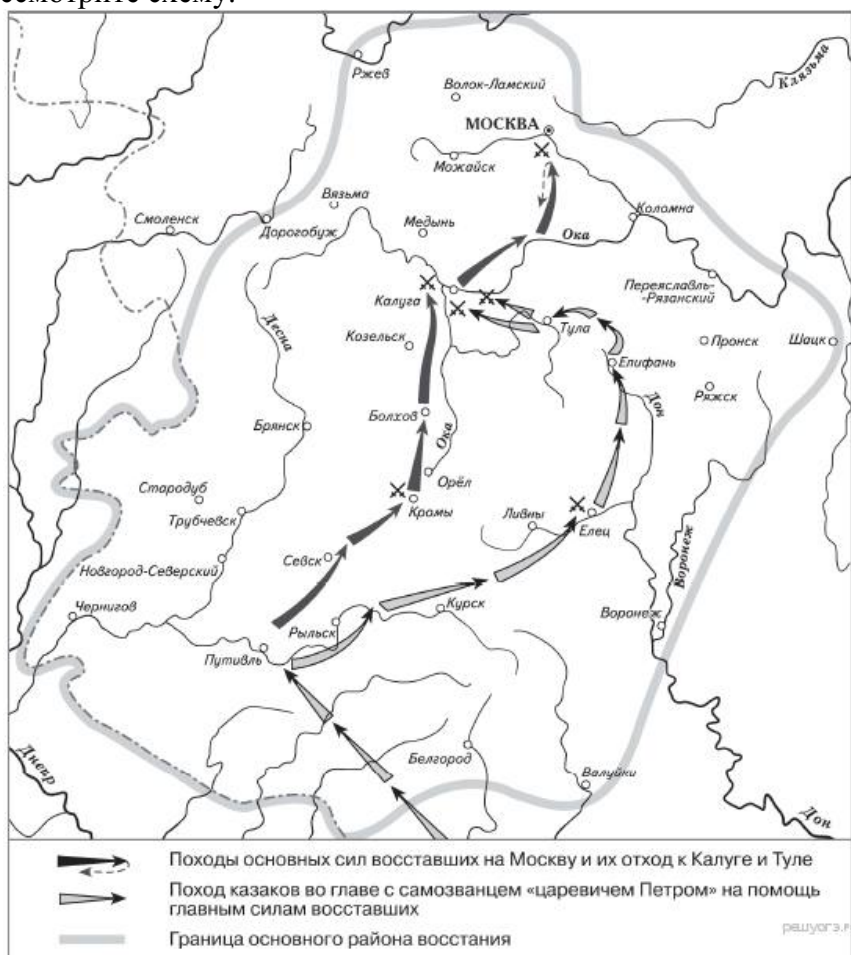 ссмотрите схему.
Ржев
Волок-Ламский
Клязьма
МОСКВА
Можайск
Вязьма
Смоленск
Дорогобуж
Медынь
Коломна
Ока
Переяславль-
-Рязанский
Калуга
Десна
Козельск
Тула
Пронск
Шацк
Епифань
Ряжск
Дон
Болхов
Брянск
Ока
Орёл
Стародуб
Кромы
Трубчевск
Ливны
Елец
Воронеж
Севск
Новгород-Северский
Чернигов
Рыльск
Курск
Воронеж
Путивль
Белгород
Днепр
Валуйки
Дон
Походы основных сил восставших на Москву и их отход к Калуге и Туле
Поход казаков во главе с самозванцем «царевичем Петром» на помощь
главным силам восставших
Граница основного района восстания